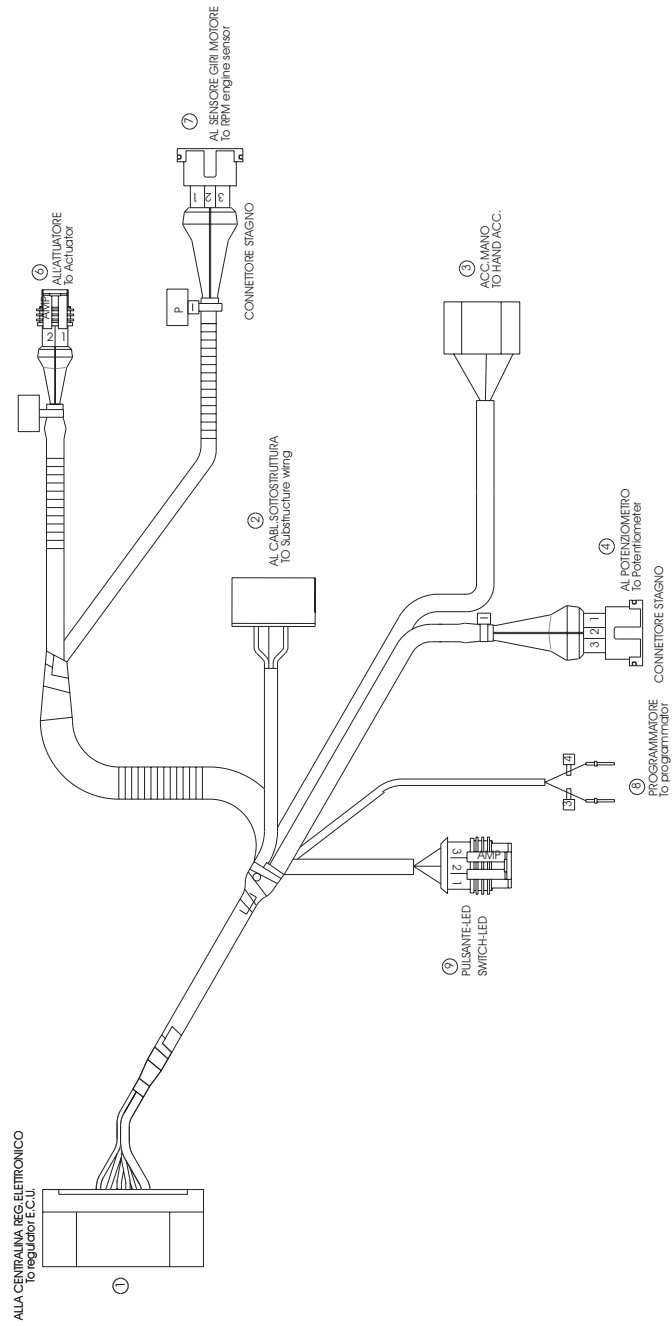 ALLA CENTRALINA REG.ELETTRONICO
To regulator E.C.U.
1
6
ALL'ATTUATORE
To Actuator
AMP
2
1
7
AL SENSORE GIRI MOTORE
To RPM engine sensor
1
2
3
CONNETTORE STAGNO
P
I
2
AL CABL.SOTTOSTRUTTURA
TO Substructure wirng
3
ACC.MANO
TO HAND ACC.
4
AL POTENZIOMETRO
To Potentiometer
I
3 2 1
CONNETTORE STAGNO
8
PROGRAMMATORE
To programmator
3
4
9
PULSANTE-LED
SWITCH-LED
1 2 3
AMP